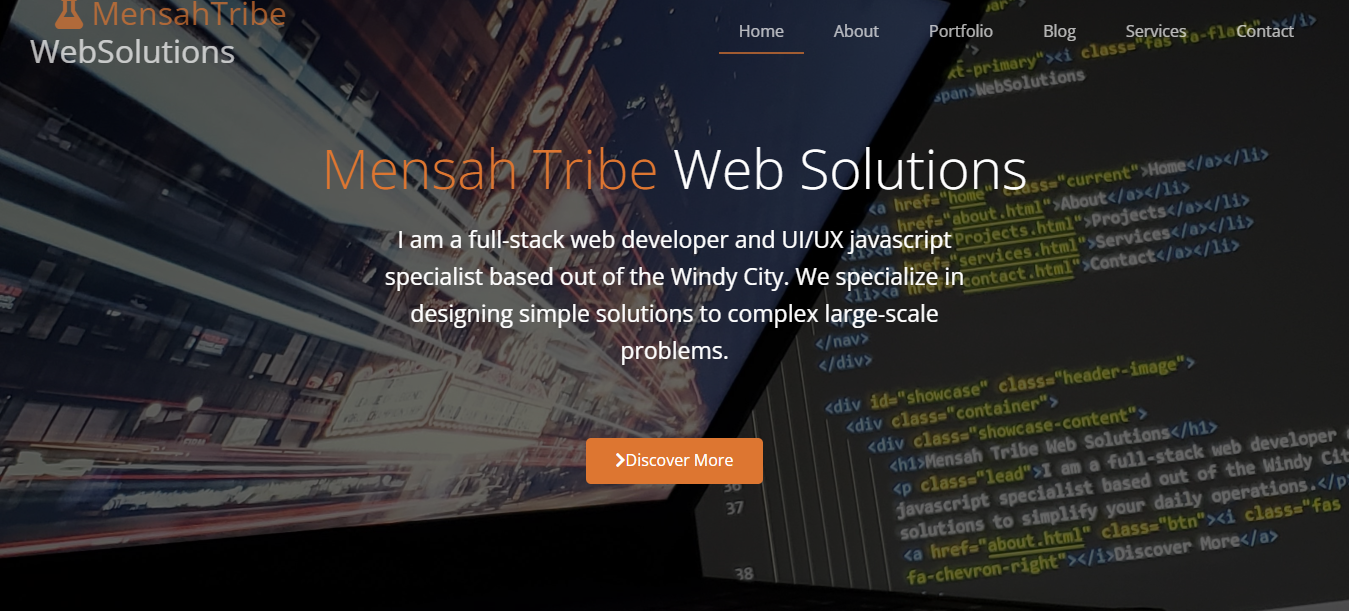 MensahTribe
WebSolutions
Home About Portfolio Blog Services Contact
Mensah Tribe Web Solutions
I am a full-stack web developer and UI/UX javascript
specialist based out of the Windy City. We specialize in
designing simple solutions to complex large-scale
problems.
Discover More
CHICAG
></i>
"><i class="fas fa-flask"
xt-primary">
span>WebSolutions
<a href="home" class="current">Home</a></li>
<a href="about.html">About</a></li>
Projects.html">Projects</a></li>
href="services.html">Services</a></li>
<li><a href="contact.html">Contact</a></li>
</nav>
</div>
<div id="showcase" class="header-image">
<div class="container">
<div class="showcase-content">
<h1>Mensah Tribe Web Solutions</h1>
<p class="lead">I am a full-stack web developer
javascript specialist based out of the Windy Cit
solutions to simplify your daily operations.</p
<a href="about.html" class="btn"><i class="fas
fa-chevron-right"></i>Discover More</a>
36
37
38